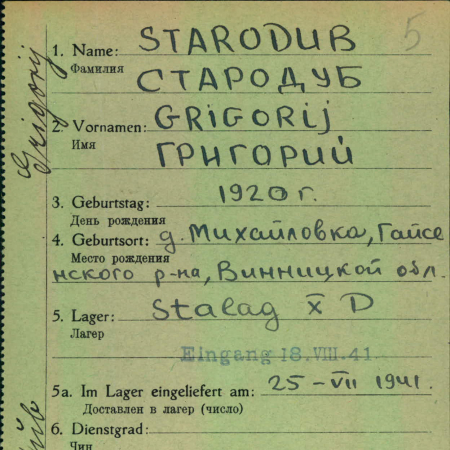 5
Grigorij
1. Name: STARODUB
Фамилия СТАРОДУБ
2. Vornamen: GRIGORIJ
Имя ГРИГОРИЙ
3. Geburtstag: 1920 г.
День рождения
4. Geburtsort: д. Михайловка, Гайсе
Место рождения
нского р-на, Винницкой обл.
5. Lager: Stalag X D
Лагер
Eingang 18.VIII.41
5a. Im Lager eingeliefert am: 25-VII 1941.
Доставлен в лагер (число)
6. Dienstgrad:
Чин